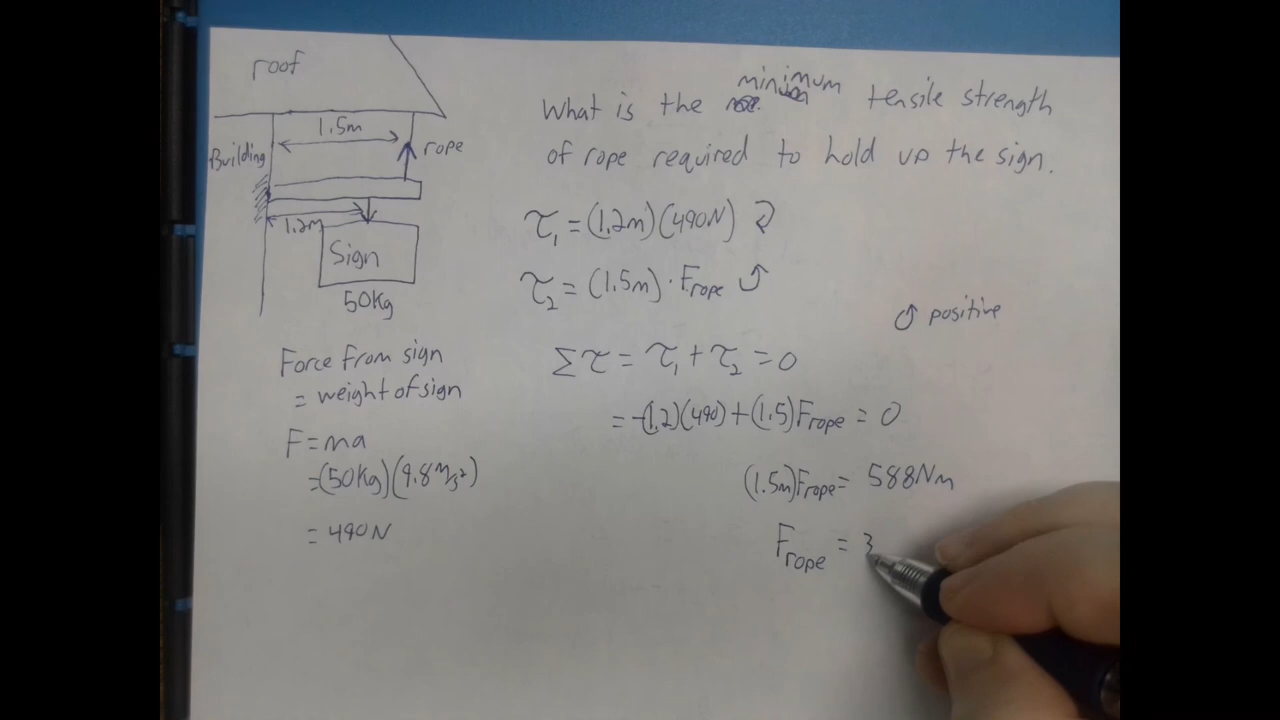 roof
1.5m
Building
rope
1.2m
Sign
50Kg
Force from sign
= weight of sign
F=ma
=(50Kg)(9.8m/s²)
= 490N
What is the minimum tensile strength
of rope required to hold up the sign.
τ₁ = (1.2m)(490N) ⤵
τ₂ = (1.5m) · Frope ⤴
↺ positive
Στ = τ₁ + τ₂ = 0
= -(1.2)(490) + (1.5)Frope = 0
(1.5m)Frope = 588Nm
Frope = 3